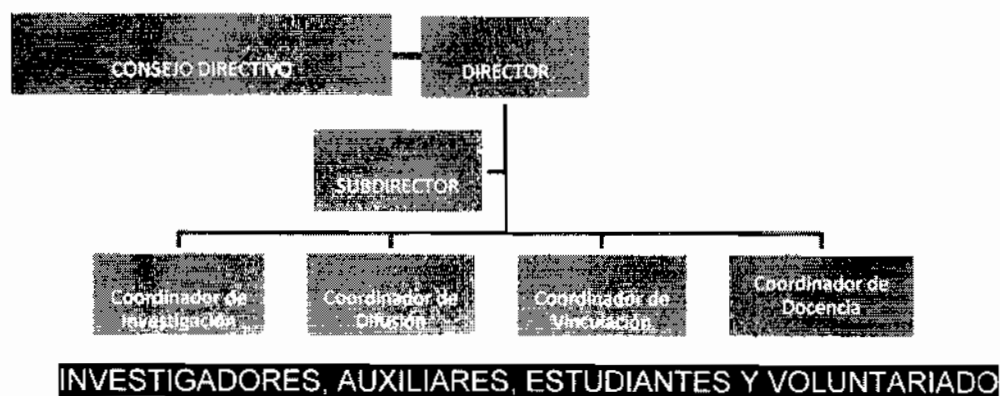 CONSEJO DIRECTIVO
DIRECTOR
SUBDIRECTOR
Coordinador de
Investigación
Coordinador de
Difusión
Coordinador de
Vinculación
Coordinador de
Docencia
INVESTIGADORES, AUXILIARES, ESTUDIANTES Y VOLUNTARIADO